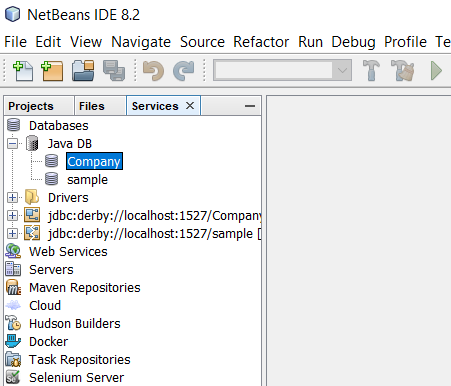 NetBeans IDE 8.2
File Edit View Navigate Source Refactor Run Debug Profile Te
Projects Files Services
Databases
Java DB
Company
sample
Drivers
jdbc:derby://localhost:1527/Company
jdbc:derby://localhost:1527/sample [
Web Services
Servers
Maven Repositories
Cloud
Hudson Builders
Docker
Task Repositories
Selenium Server